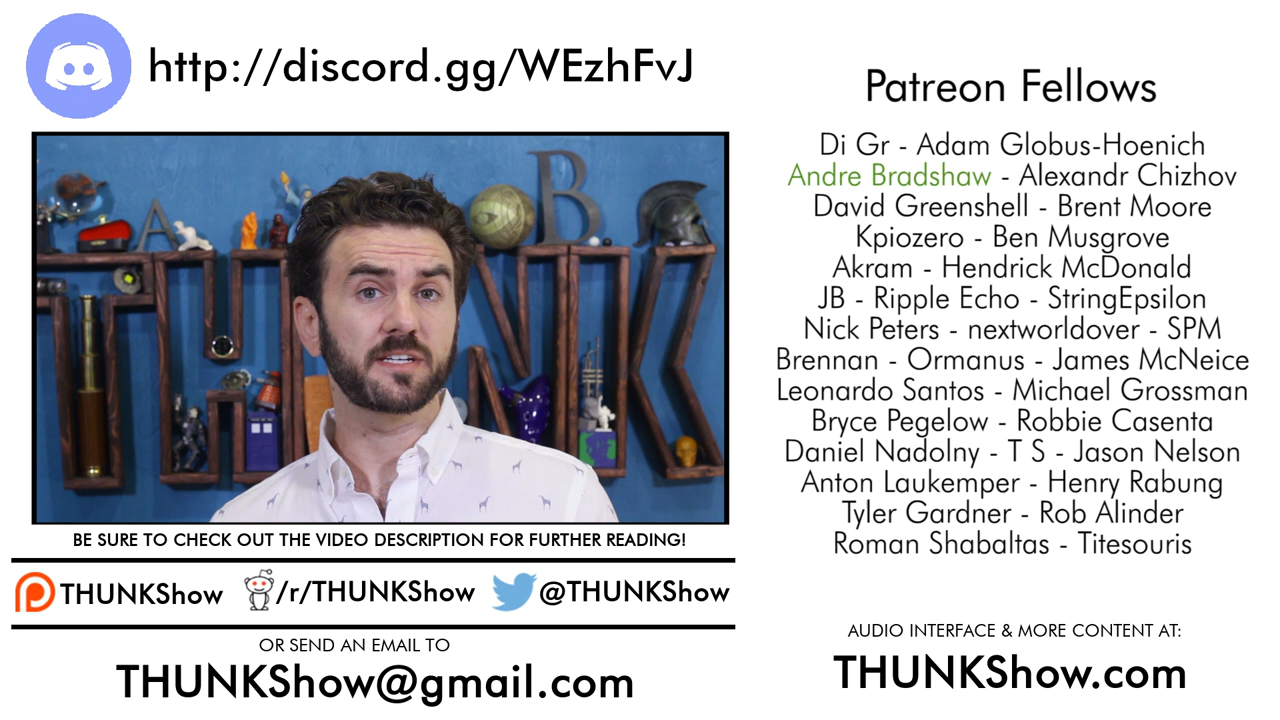 http://discord.gg/WEzhFvJ
A
B
BE SURE TO CHECK OUT THE VIDEO DESCRIPTION FOR FURTHER READING!
THUNKShow
/r/THUNKShow
@THUNKShow
OR SEND AN EMAIL TO
THUNKShow@gmail.com
Patreon Fellows
Di Gr - Adam Globus-Hoenich
Andre Bradshaw - Alexandr Chizhov
David Greenshell - Brent Moore
Kpiozero - Ben Musgrove
Akram - Hendrick McDonald
JB - Ripple Echo - StringEpsilon
Nick Peters - nextworldover - SPM
Brennan - Ormanus - James McNeice
Leonardo Santos - Michael Grossman
Bryce Pegelow - Robbie Casenta
Daniel Nadolny - T S - Jason Nelson
Anton Laukemper - Henry Rabung
Tyler Gardner - Rob Alinder
Roman Shabaltas - Titesouris
AUDIO INTERFACE & MORE CONTENT AT:
THUNKShow.com